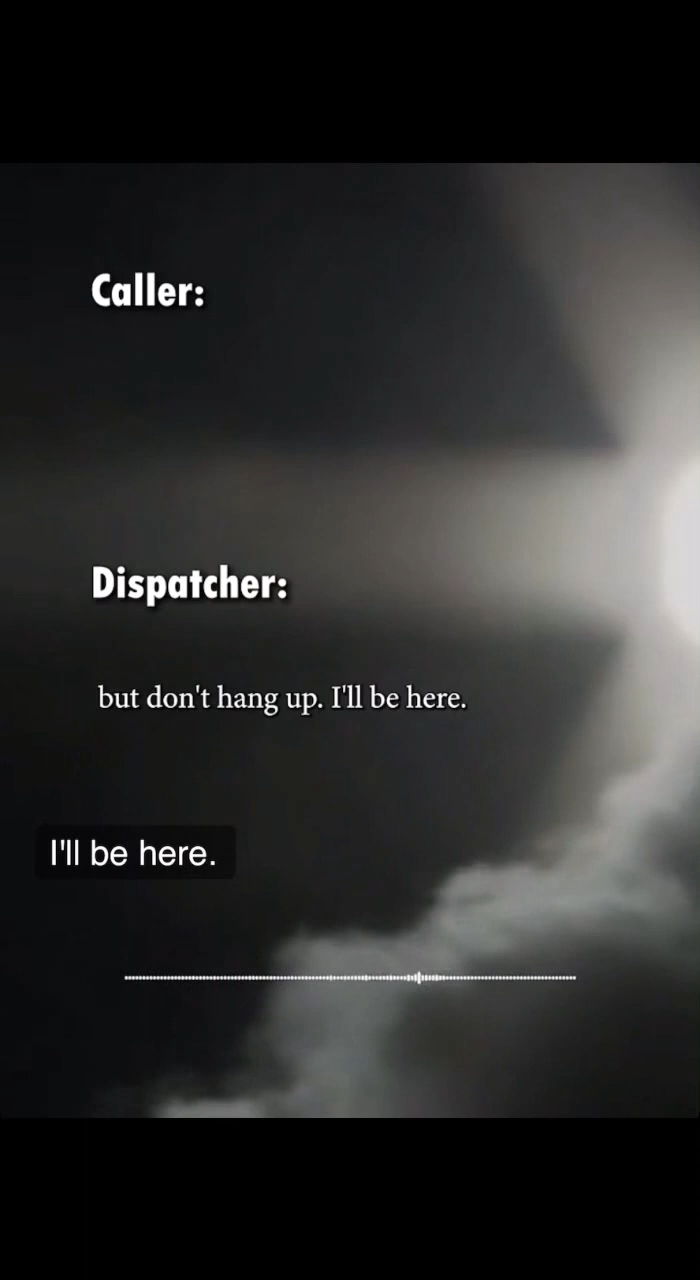 Caller:
Dispatcher:
but don't hang up. I'll be here.
I'll be here.